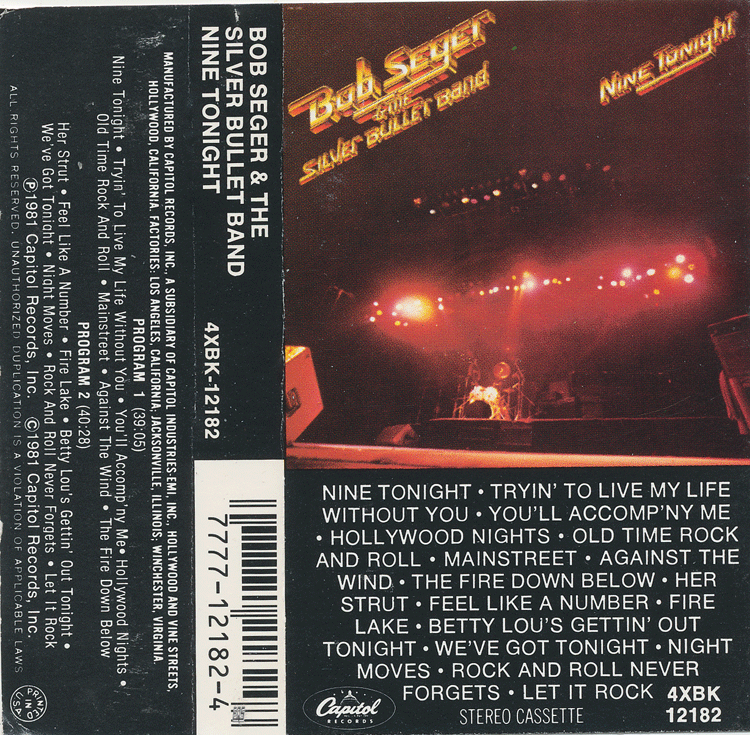 Bob Seger
& THE
SILVER BULLET BAND
NINE TONIGHT
NINE TONIGHT • TRYIN' TO LIVE MY LIFE
WITHOUT YOU • YOU'LL ACCOMP'NY ME
• HOLLYWOOD NIGHTS • OLD TIME ROCK
AND ROLL • MAINSTREET • AGAINST THE
WIND • THE FIRE DOWN BELOW • HER
STRUT • FEEL LIKE A NUMBER • FIRE
LAKE • BETTY LOU'S GETTIN' OUT
TONIGHT • WE'VE GOT TONIGHT • NIGHT
MOVES • ROCK AND ROLL NEVER
FORGETS • LET IT ROCK
4XBK
12182
Capitol
RECORDS
STEREO CASSETTE
BOB SEGER & THE
SILVER BULLET BAND
NINE TONIGHT
4XBK-12182
7777-12182-4
MANUFACTURED BY CAPITOL RECORDS, INC., A SUBSIDIARY OF CAPITOL INDUSTRIES-EMI, INC., HOLLYWOOD AND VINE STREETS,
HOLLYWOOD, CALIFORNIA. FACTORIES: LOS ANGELES, CALIFORNIA, JACKSONVILLE, ILLINOIS, WINCHESTER, VIRGINIA
PROGRAM 1 (39:05)
Nine Tonight • Tryin' To Live My Life Without You • You'll Accomp'ny Me • Hollywood Nights •
Old Time Rock And Roll • Mainstreet • Against The Wind • The Fire Down Below
PROGRAM 2 (40:28)
Her Strut • Feel Like A Number • Fire Lake • Betty Lou's Gettin' Out Tonight •
We've Got Tonight • Night Moves • Rock And Roll Never Forgets • Let It Rock
℗1981 Capitol Records, Inc. ©1981 Capitol Records, Inc.
ALL RIGHTS RESERVED. UNAUTHORIZED DUPLICATION IS A VIOLATION OF APPLICABLE LAWS
PRINTED
IN
U.S.A.